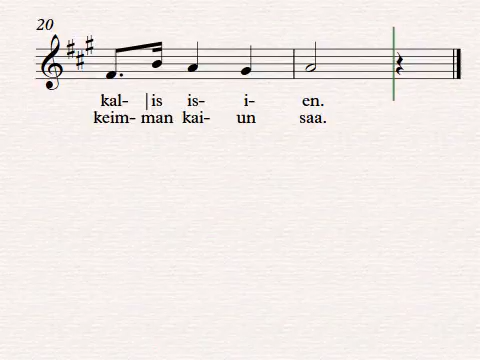 20
kal- |is is- i- en.
keim- man kai- un saa.